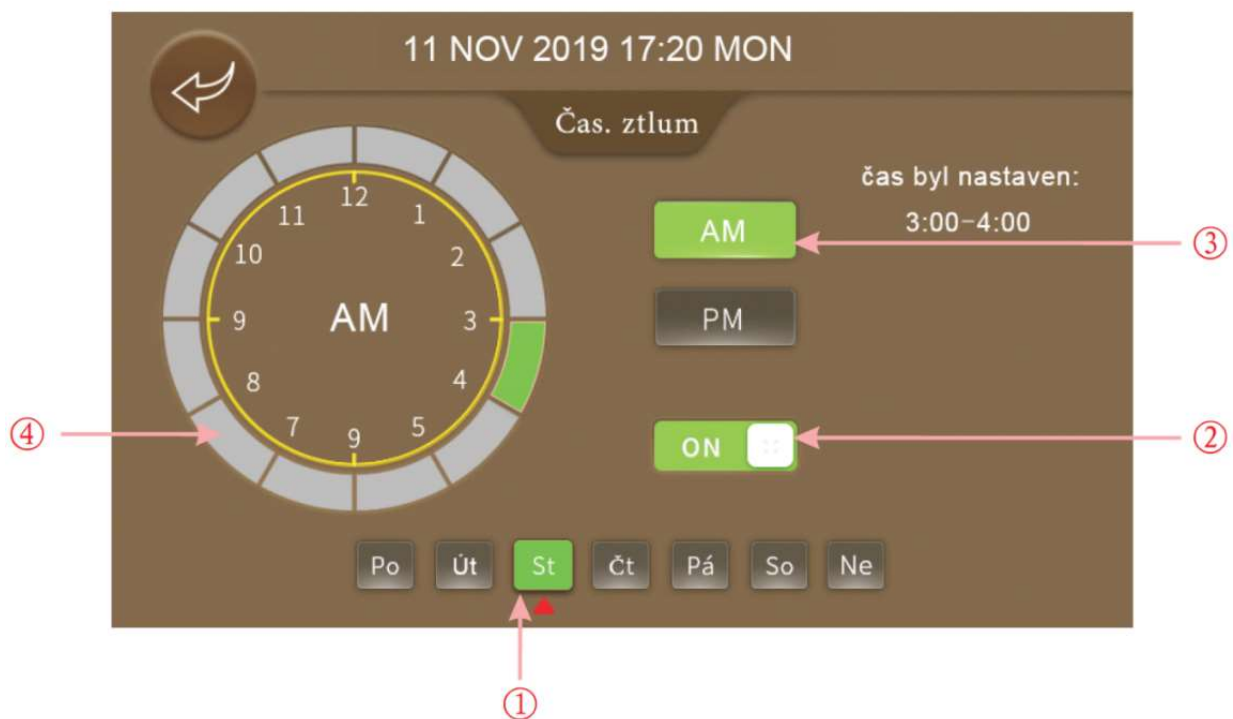 11 NOV 2019 17:20 MON
Čas. ztlum
čas byl nastaven:
3:00-4:00
12
11
1
10
2
9
AM
3
8
4
7
9
5
AM
PM
ON
Po Út St Čt Pá So Ne
①
②
③
④